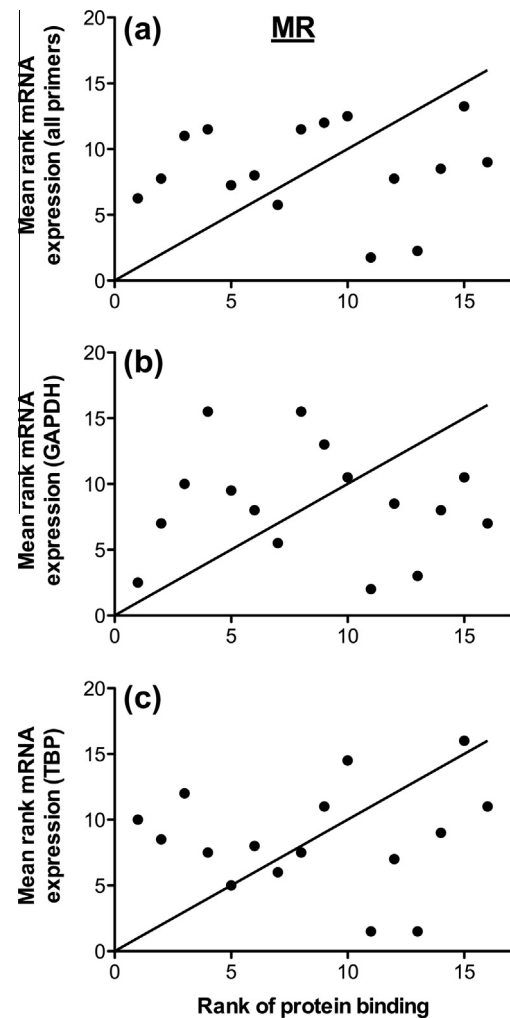 (a)
MR
Mean rank mRNA
expression (all primers)
20
15
10
5
0
0 5 10 15
(b)
Mean rank mRNA
expression (GAPDH)
20
15
10
5
0
0 5 10 15
(c)
Mean rank mRNA
expression (TBP)
20
15
10
5
0
0 5 10 15
Rank of protein binding